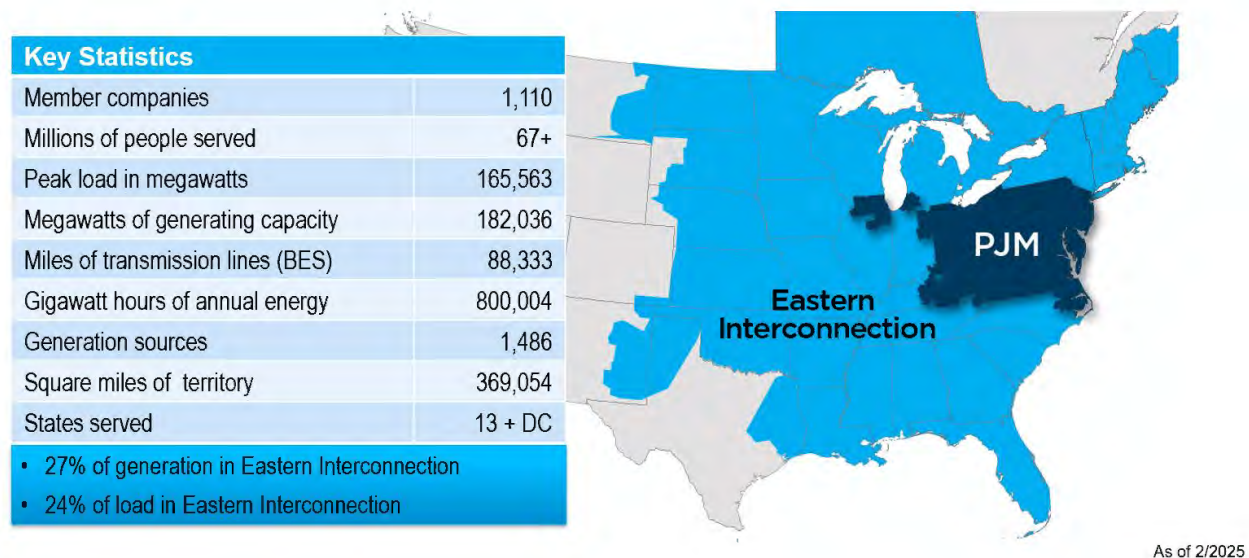 Key Statistics
Member companies 1,110
Millions of people served 67+
Peak load in megawatts 165,563
Megawatts of generating capacity 182,036
Miles of transmission lines (BES) 88,333
Gigawatt hours of annual energy 800,004
Generation sources 1,486
Square miles of territory 369,054
States served 13 + DC
• 27% of generation in Eastern Interconnection
• 24% of load in Eastern Interconnection
PJM
Eastern
Interconnection
As of 2/2025